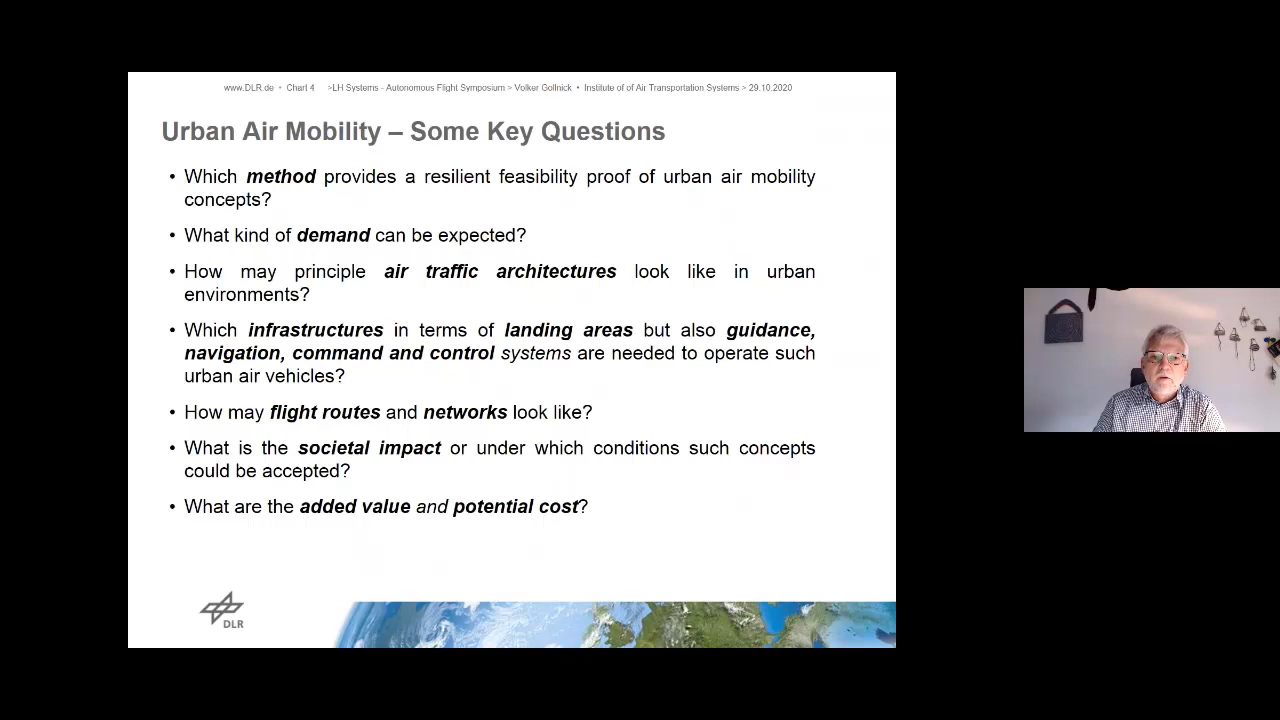 www.DLR.de • Chart 4 >LH Systems - Autonomous Flight Symposium > Volker Gollnick • Institute of of Air Transportation Systems > 29.10.2020
Urban Air Mobility – Some Key Questions
• Which method provides a resilient feasibility proof of urban air mobility
concepts?
• What kind of demand can be expected?
• How may principle air traffic architectures look like in urban
environments?
• Which infrastructures in terms of landing areas but also guidance,
navigation, command and control systems are needed to operate such
urban air vehicles?
• How may flight routes and networks look like?
• What is the societal impact or under which conditions such concepts
could be accepted?
• What are the added value and potential cost?
DLR